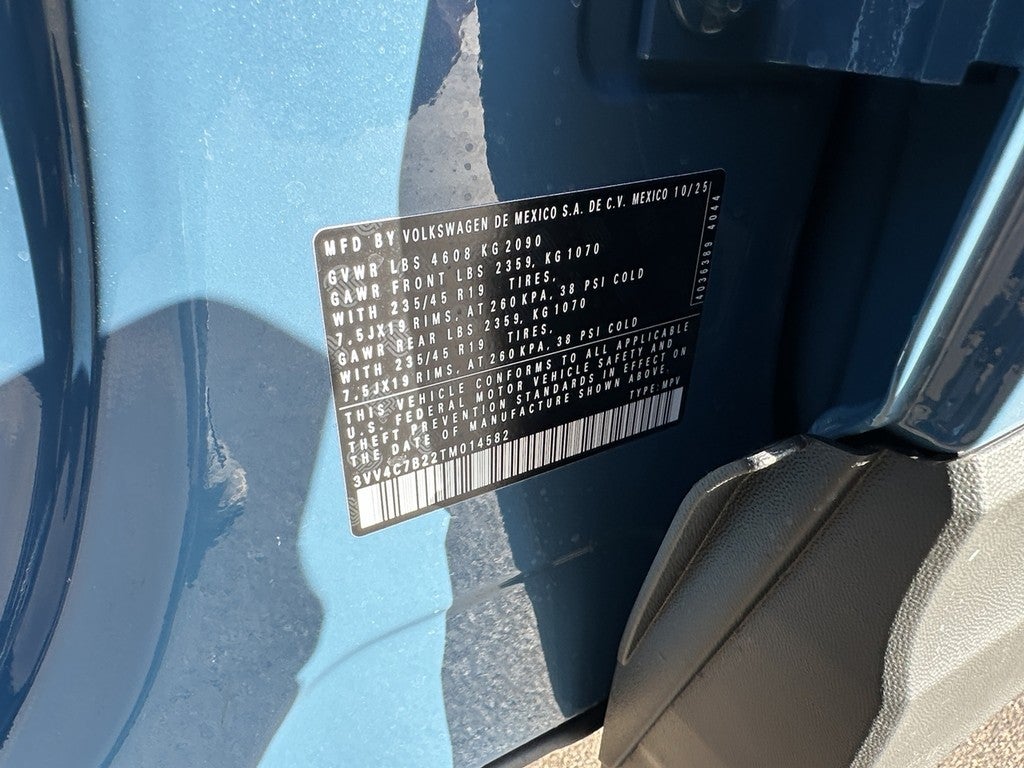 MFD BY VOLKSWAGEN DE MEXICO S.A. DE C.V. MEXICO 10/25
GVWR LBS 4608 KG 2090
GAWR FRONT LBS 2359, KG 1070
WITH 235/45 R19 TIRES,
7.5JX19 RIMS. AT 260 KPA, 38 PSI COLD
GAWR REAR LBS 2359, KG 1070
WITH 235/45 R19 TIRES,
7.5JX19 RIMS. AT 260 KPA, 38 PSI COLD
THIS VEHICLE CONFORMS TO ALL APPLICABLE
U.S. FEDERAL MOTOR VEHICLE SAFETY AND
THEFT PREVENTION STANDARDS IN EFFECT ON
THE DATE OF MANUFACTURE SHOWN ABOVE.
3VV4C7B22TM014582 TYPE: MPV
4036389 4044